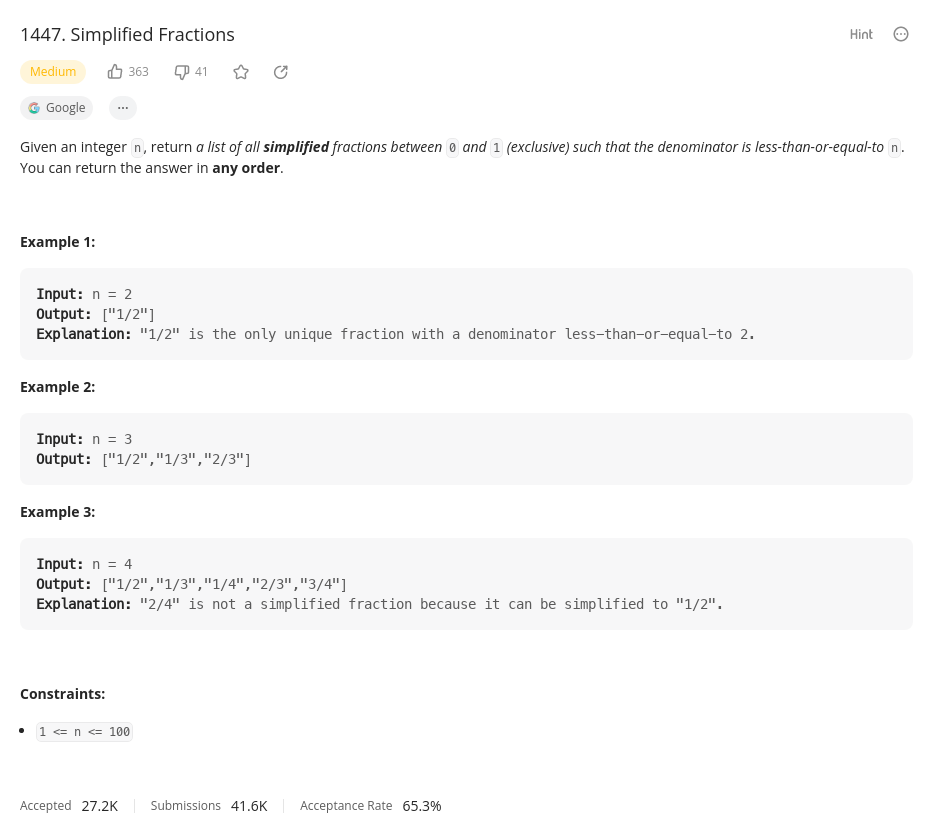 1447. Simplified Fractions
Hint
Medium
363
41
Google
...
Given an integer n, return a list of all simplified fractions between 0 and 1 (exclusive) such that the denominator is less-than-or-equal-to n.
You can return the answer in any order.
Example 1:
Input: n = 2
Output: ["1/2"]
Explanation: "1/2" is the only unique fraction with a denominator less-than-or-equal-to 2.
Example 2:
Input: n = 3
Output: ["1/2","1/3","2/3"]
Example 3:
Input: n = 4
Output: ["1/2","1/3","1/4","2/3","3/4"]
Explanation: "2/4" is not a simplified fraction because it can be simplified to "1/2".
Constraints:
• 1 <= n <= 100
Accepted 27.2K Submissions 41.6K Acceptance Rate 65.3%